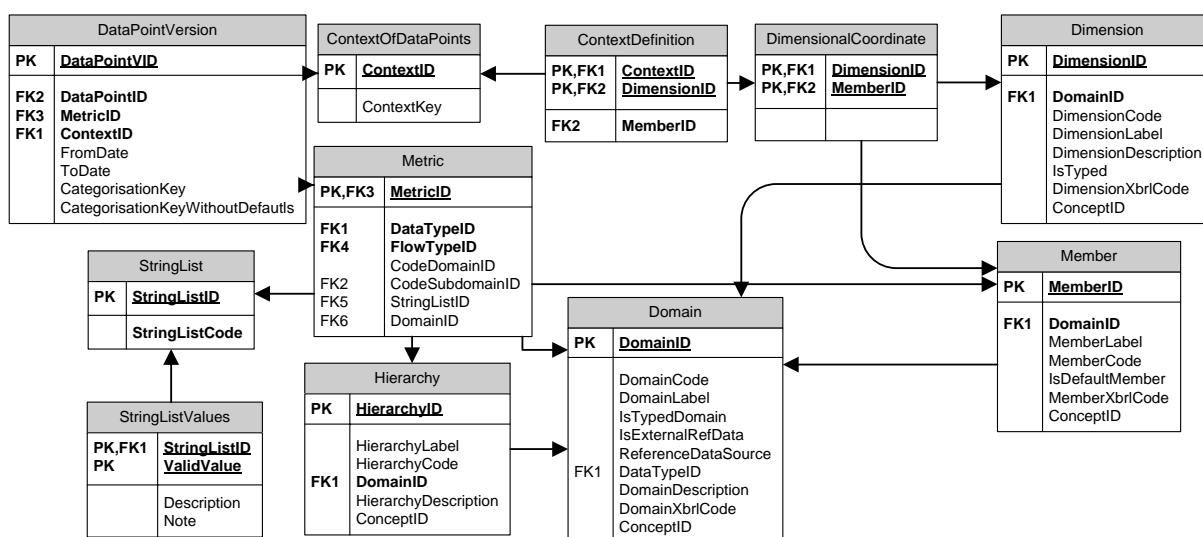 DataPointVersion
PK DataPointVID
FK2 DataPointID
FK3 MetricID
FK1 ContextID
FromDate
ToDate
CategorisationKey
CategorisationKeyWithoutDefautls
ContextOfDataPoints
PK ContextID
ContextKey
ContextDefinition
PK,FK1 ContextID
PK,FK2 DimensionID
FK2 MemberID
DimensionalCoordinate
PK,FK1 DimensionID
PK,FK2 MemberID
Dimension
PK DimensionID
FK1 DomainID
DimensionCode
DimensionLabel
DimensionDescription
IsTyped
DimensionXbrlCode
ConceptID
Metric
PK,FK3 MetricID
FK1 DataTypeID
FK4 FlowTypeID
CodeDomainID
FK2 CodeSubdomainID
FK5 StringListID
FK6 DomainID
StringList
PK StringListID
StringListCode
Member
PK MemberID
FK1 DomainID
MemberLabel
MemberCode
IsDefaultMember
MemberXbrlCode
ConceptID
Domain
PK DomainID
DomainCode
DomainLabel
IsTypedDomain
IsExternalRefData
ReferenceDataSource
FK1 DataTypeID
DomainDescription
DomainXbrlCode
ConceptID
Hierarchy
PK HierarchyID
HierarchyLabel
HierarchyCode
FK1 DomainID
HierarchyDescription
ConceptID
StringListValues
PK,FK1 StringListID
PK ValidValue
Description
Note